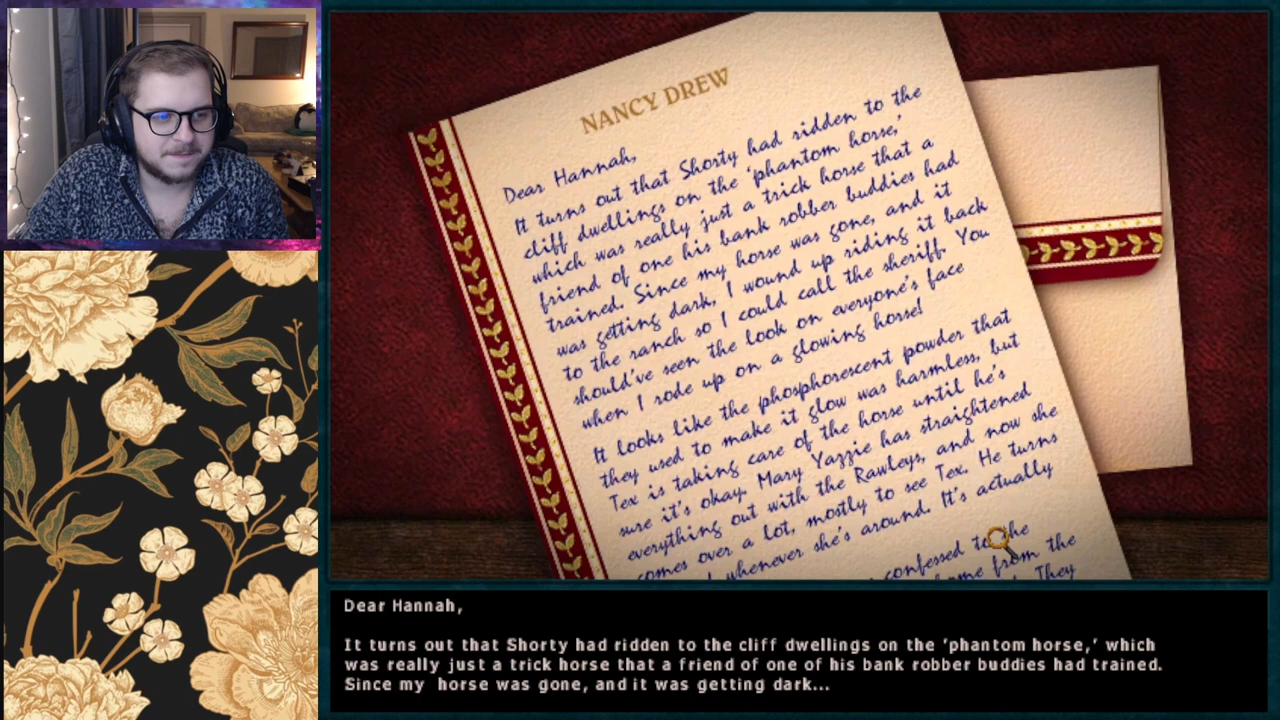 NANCY DREW
Dear Hannah,
It turns out that Shorty had ridden to the
cliff dwellings on the 'phantom horse,'
which was really just a trick horse that a
friend of one his bank robber buddies had
trained. Since my horse was gone, and it
was getting dark, I wound up riding it back
to the ranch so I could call the sheriff. You
should've seen the look on everyone's face
when I rode up on a glowing horse!
It looks like the phosphorescent powder that
they used to make it glow was harmless, but
Tex is taking care of the horse until he's
sure it's okay. Mary Yazzie has straightened
everything out with the Rawleys, and now she
comes over a lot, mostly to see Tex. He turns
whenever she's around. It's actually
confessed to the
from the
They
Dear Hannah,
It turns out that Shorty had ridden to the cliff dwellings on the 'phantom horse,' which
was really just a trick horse that a friend of one of his bank robber buddies had trained.
Since my horse was gone, and it was getting dark...